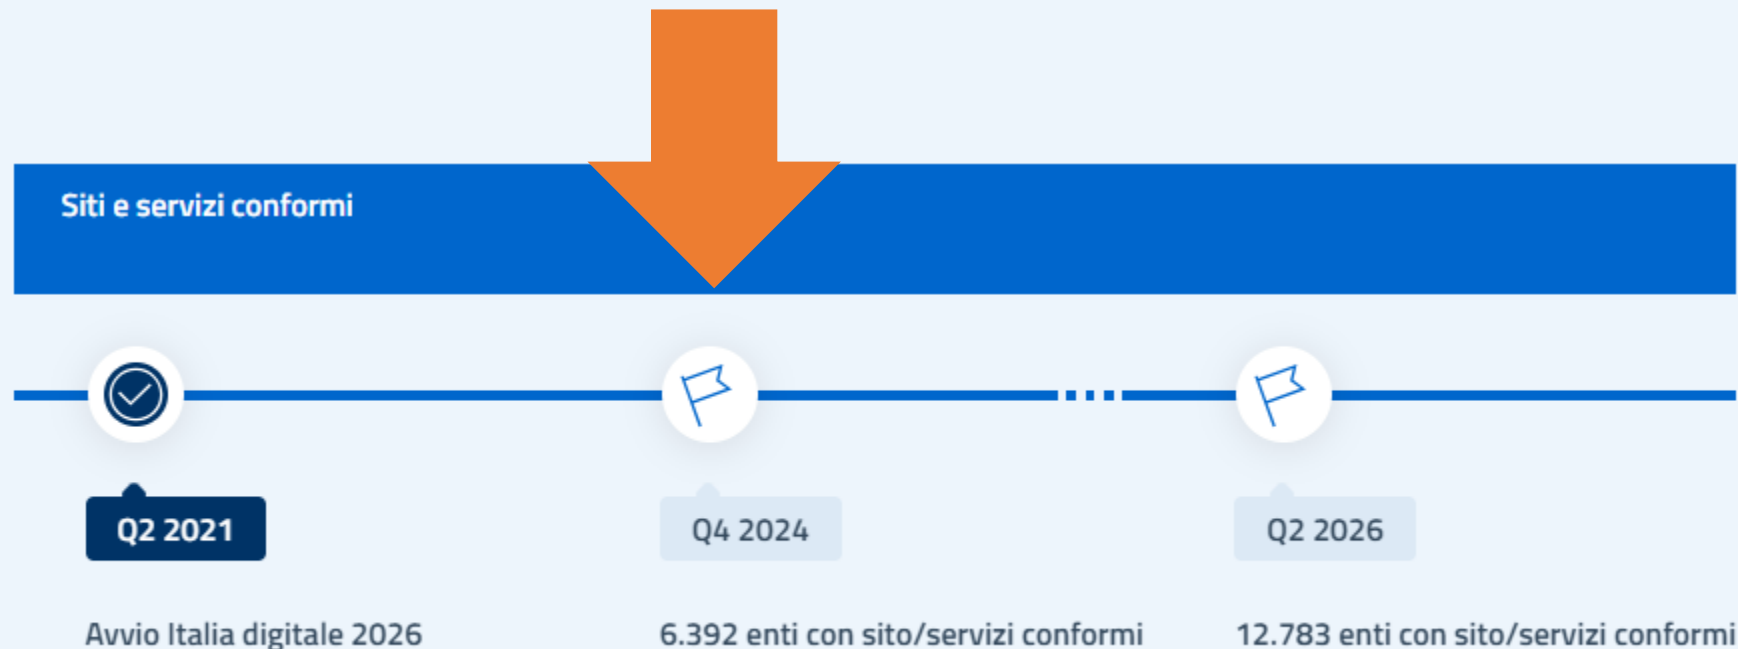 Siti e servizi conformi
Q2 2021
Q4 2024
Q2 2026
Avvio Italia digitale 2026
6.392 enti con sito/servizi conformi
12.783 enti con sito/servizi conformi